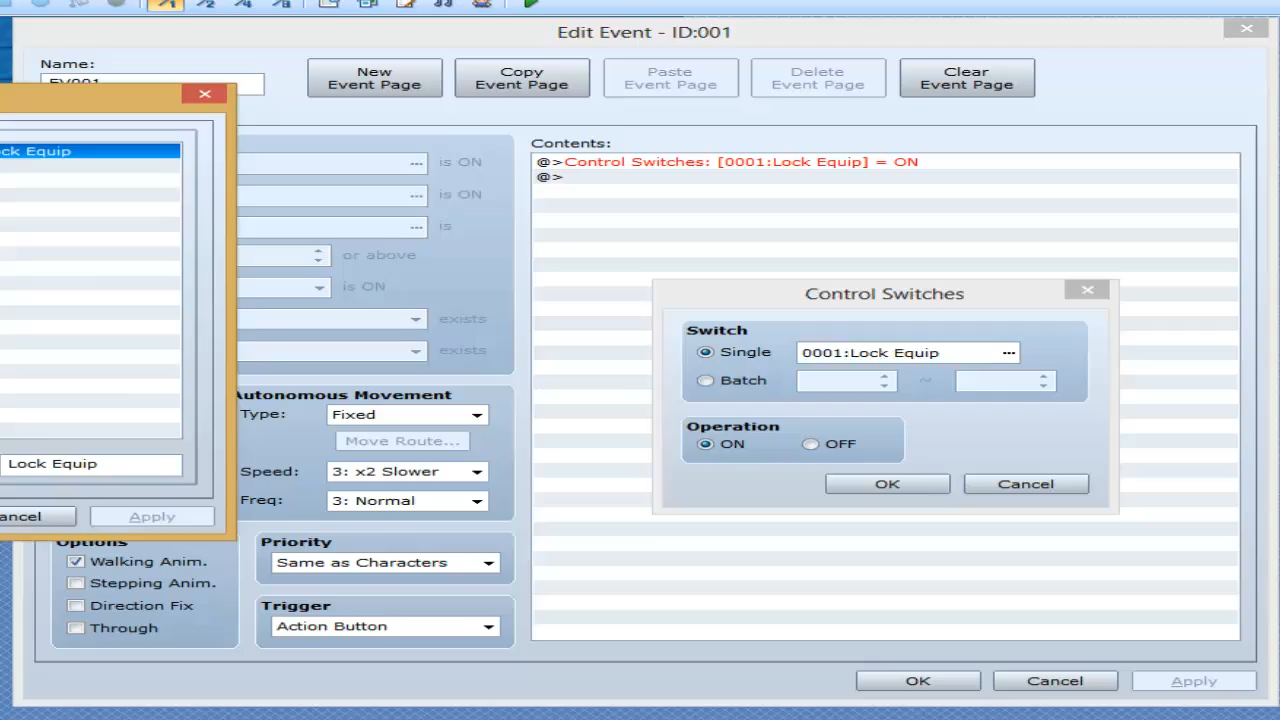 Edit Event - ID:001
Name:
EV001
New
Event Page
Copy
Event Page
Paste
Event Page
Delete
Event Page
Clear
Event Page
ck Equip
Lock Equip
ancel
Apply
... is ON
... is ON
... is
or above
is ON
exists
exists
Autonomous Movement
Type: Fixed
Move Route...
Speed: 3: x2 Slower
Freq: 3: Normal
Options
Walking Anim.
Stepping Anim.
Direction Fix
Through
Priority
Same as Characters
Trigger
Action Button
Contents:
@>Control Switches: [0001:Lock Equip] = ON
@>
Control Switches
Switch
Single 0001:Lock Equip ...
Batch ~
Operation
ON OFF
OK Cancel
OK Cancel Apply